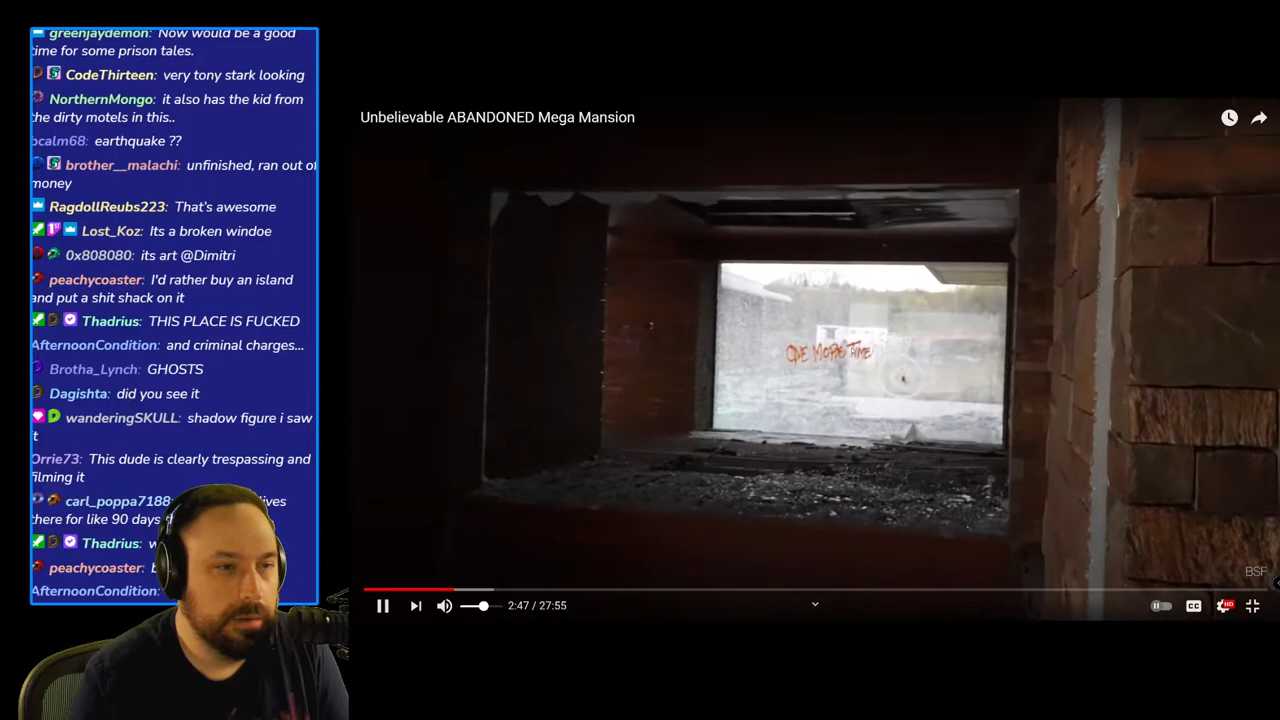 greenjaydemon: Now would be a good
time for some prison tales.
CodeThirteen: very tony stark looking
NorthernMongo: it also has the kid from
the dirty motels in this..
bcalm68: earthquake ??
brother__malachi: unfinished, ran out of
money
RagdollReubs223: That's awesome
Lost_Koz: Its a broken windoe
0x808080: its art @Dimitri
peachycoaster: I'd rather buy an island
and put a shit shack on it
Thadrius: THIS PLACE IS FUCKED
AfternoonCondition: and criminal charges...
Brotha_Lynch: GHOSTS
Dagishta: did you see it
wanderingSKULL: shadow figure i saw
it
Orrie73: This dude is clearly trespassing and
filming it
carl_poppa7188
there for like 90 days
Thadrius:
peachycoaster:
AfternoonCondition:
Unbelievable ABANDONED Mega Mansion
ONE MORE TIME
BSF
2:47 / 27:55
CC
HD